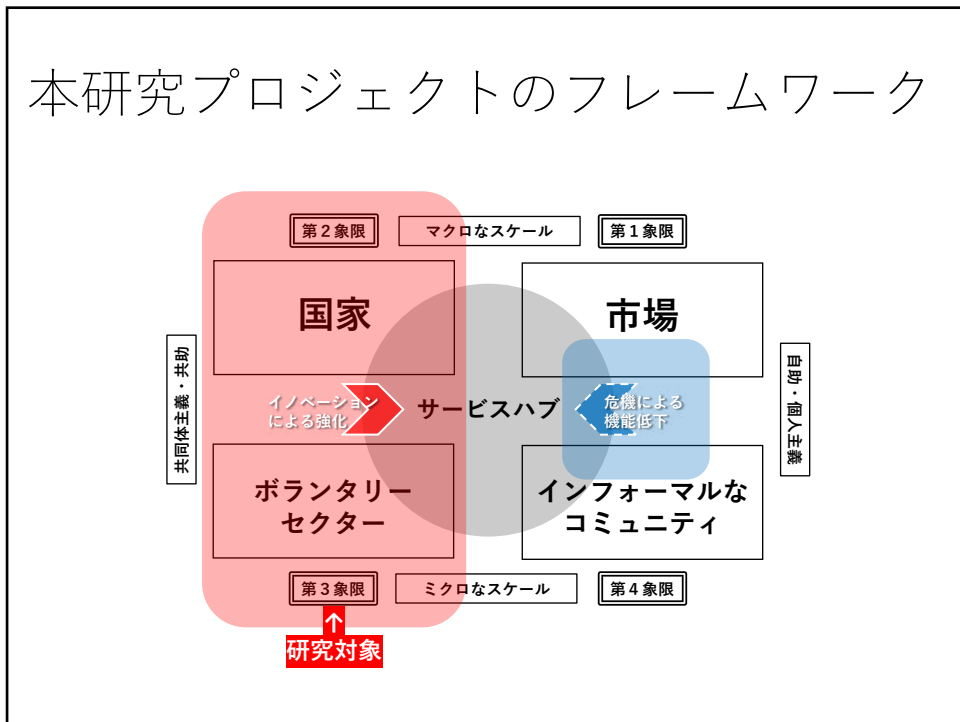 本研究プロジェクトのフレームワーク
第２象限
マクロなスケール
第１象限
国家
市場
共同体主義・共助
自助・個人主義
イノベーション
による強化
サービスハブ
危機による
機能低下
ボランタリー
セクター
インフォーマルな
コミュニティ
第３象限
ミクロなスケール
第４象限
↑
研究対象